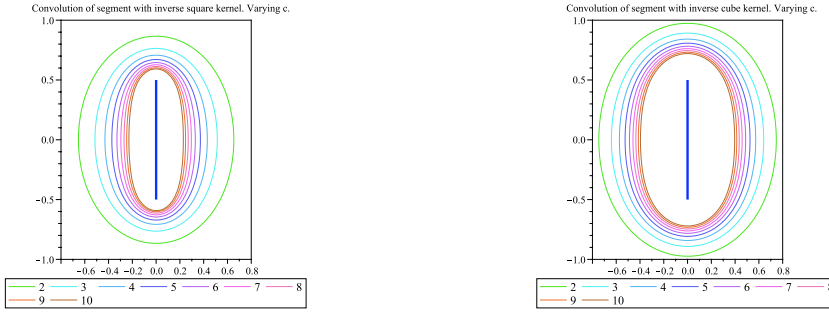 Convolution of segment with inverse square kernel. Varying c.
1.0
0.5
0.0
−0.5
−1.0
−0.6 −0.4 −0.2 0.0 0.2 0.4 0.6 0.8
2 3 4 5 6 7 8
9 10
Convolution of segment with inverse cube kernel. Varying c.
1.0
0.5
0.0
−0.5
−1.0
−0.6 −0.4 −0.2 0.0 0.2 0.4 0.6 0.8
2 3 4 5 6 7 8
9 10